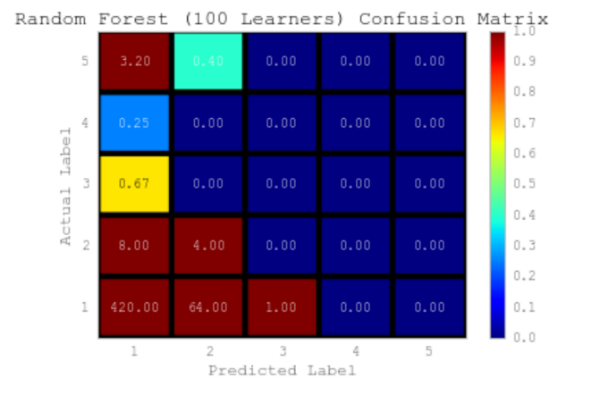 Random Forest (100 Learners) Confusion Matrix
1.0
5 3.20 0.40 0.00 0.00 0.00
0.9
0.8
4 0.25 0.00 0.00 0.00 0.00
0.7
0.6
Actual Label
3 0.67 0.00 0.00 0.00 0.00
0.5
0.4
2 8.00 4.00 0.00 0.00 0.00
0.3
0.2
1 420.00 64.00 1.00 0.00 0.00
0.1
0.0
1 2 3 4 5
Predicted Label